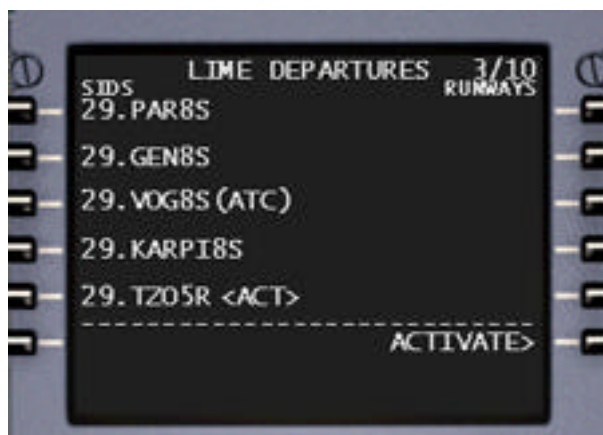 LIME DEPARTURES 3/10
SIDS RUNWAYS
29.PAR8S
29.GEN8S
29.VOG8S(ATC)
29.KARPI8S
29.TZO5R <ACT>
------------------------------
ACTIVATE>